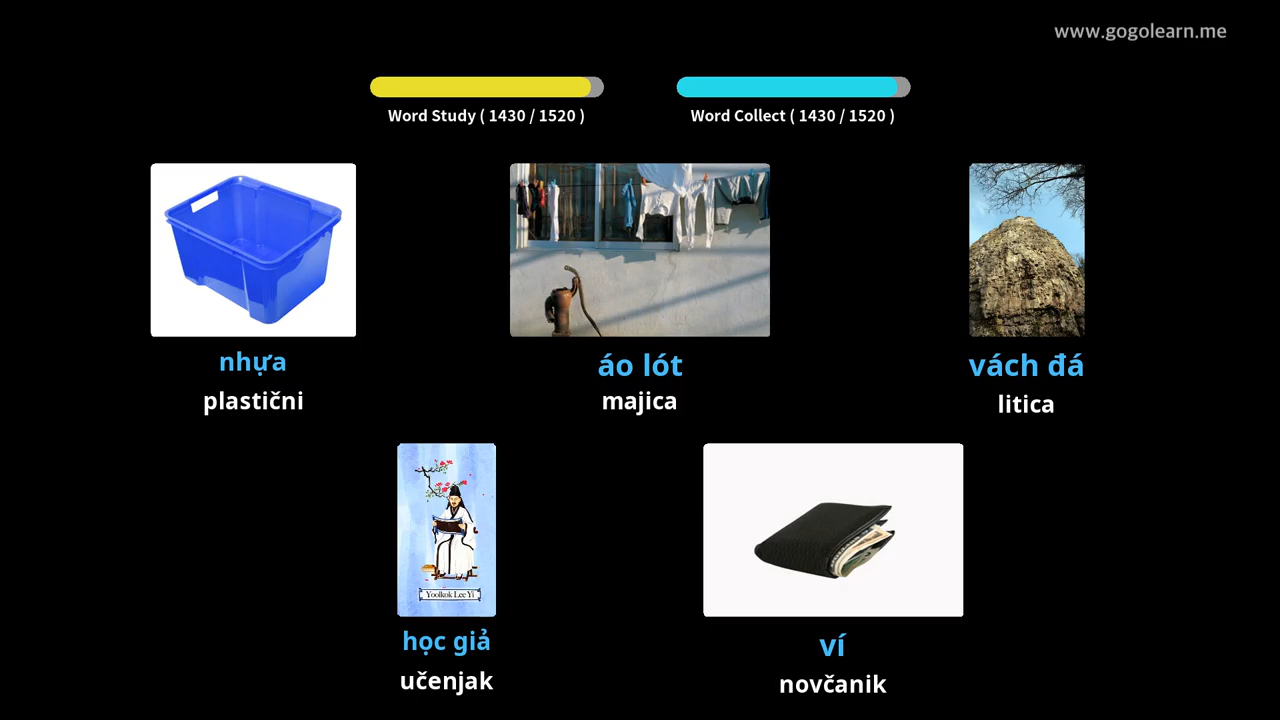 www.gogolearn.me
Word Study ( 1430 / 1520 )
Word Collect ( 1430 / 1520 )
nhựa
plastični
áo lót
majica
vách đá
litica
Yoolkok Lee Yi
học giả
učenjak
ví
novčanik